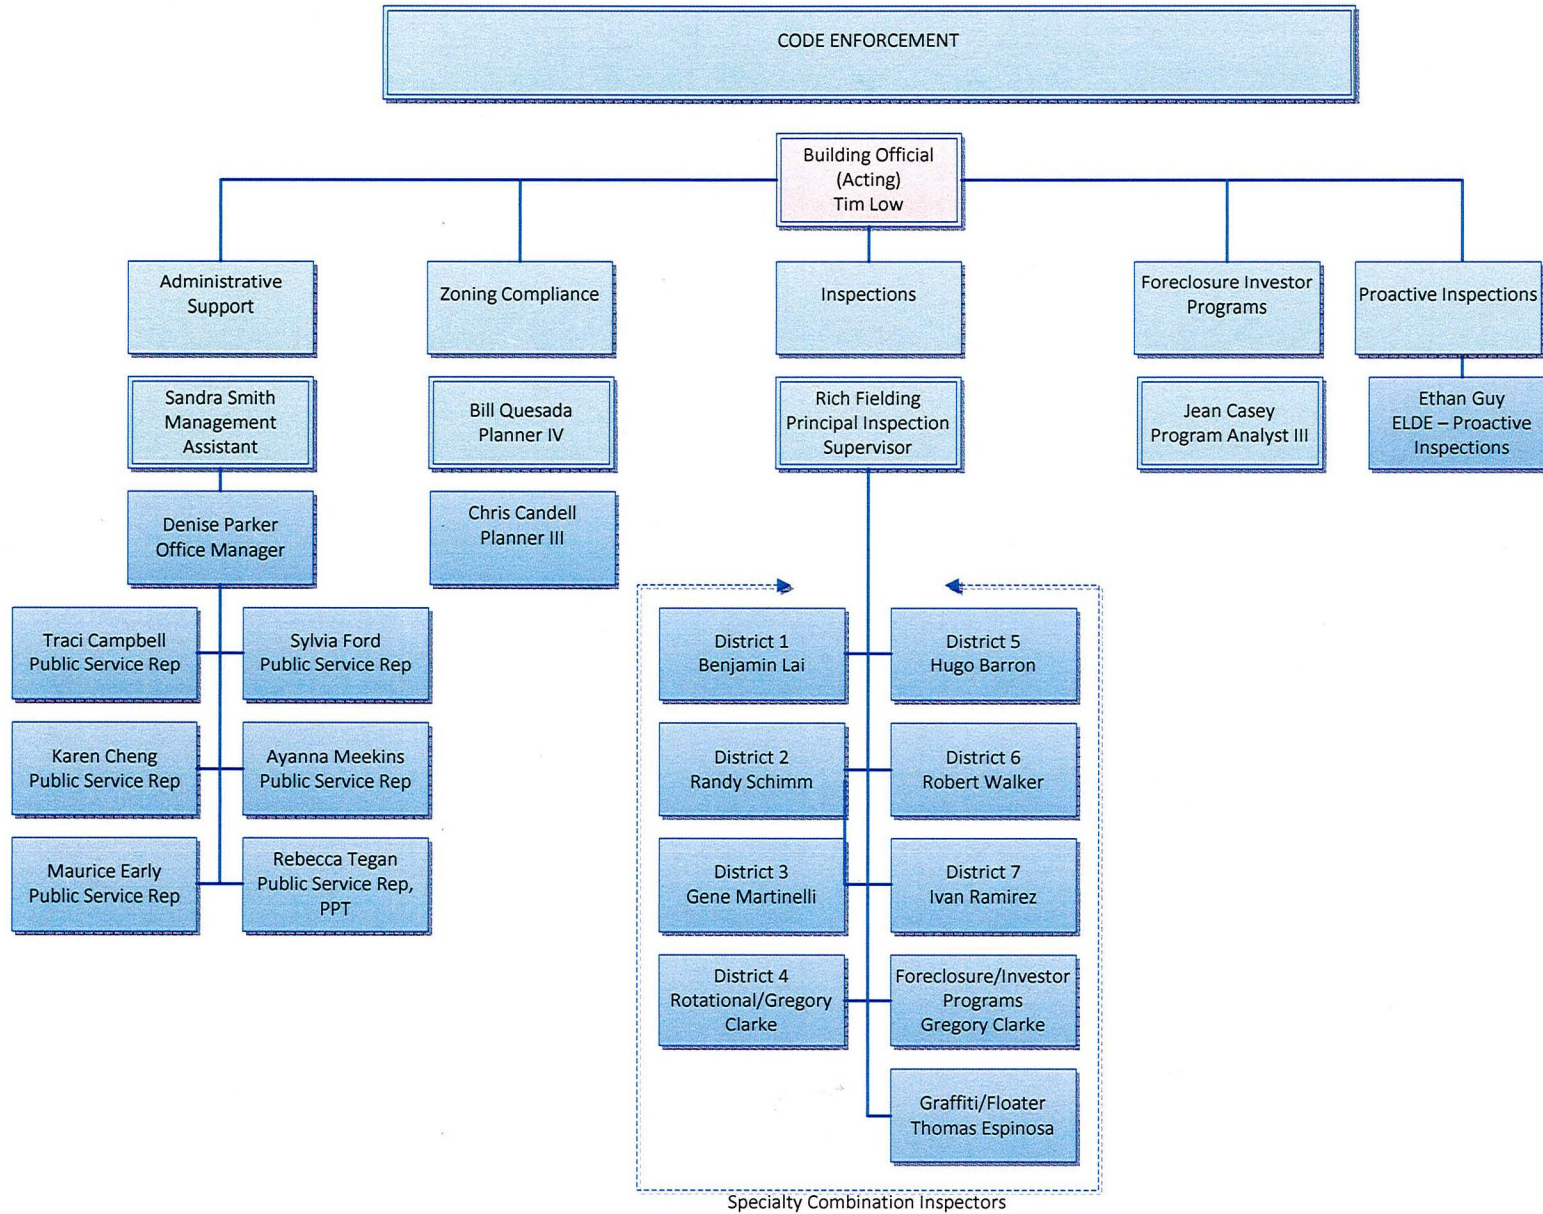 CODE ENFORCEMENT
Building Official
(Acting)
Tim Low
Administrative
Support
Zoning Compliance
Inspections
Foreclosure Investor
Programs
Proactive Inspections
Sandra Smith
Management
Assistant
Bill Quesada
Planner IV
Rich Fielding
Principal Inspection
Supervisor
Jean Casey
Program Analyst III
Ethan Guy
ELDE – Proactive
Inspections
Denise Parker
Office Manager
Chris Candell
Planner III
Traci Campbell
Public Service Rep
Sylvia Ford
Public Service Rep
Karen Cheng
Public Service Rep
Ayanna Meekins
Public Service Rep
Maurice Early
Public Service Rep
Rebecca Tegan
Public Service Rep,
PPT
District 1
Benjamin Lai
District 5
Hugo Barron
District 2
Randy Schimm
District 6
Robert Walker
District 3
Gene Martinelli
District 7
Ivan Ramirez
District 4
Rotational/Gregory
Clarke
Foreclosure/Investor
Programs
Gregory Clarke
Graffiti/Floater
Thomas Espinosa
Specialty Combination Inspectors